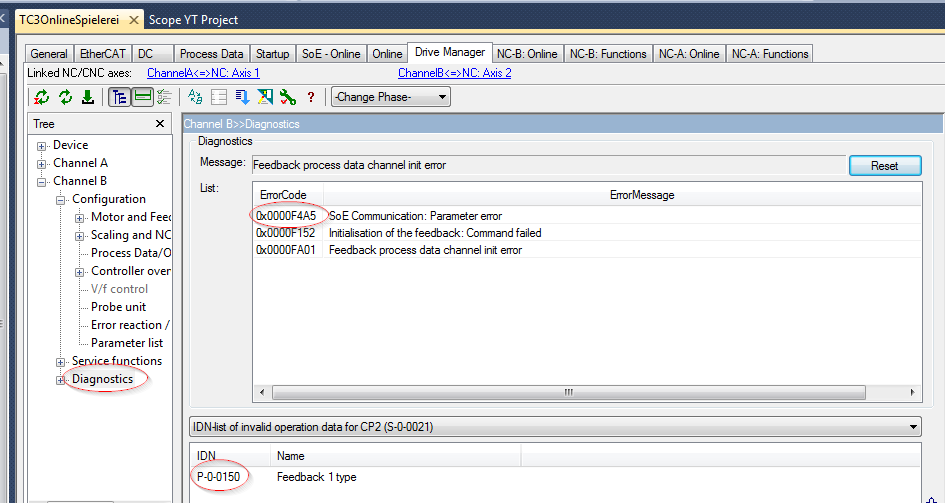 TC3OnlineSpielerei Scope YT Project
General EtherCAT DC Process Data Startup SoE - Online Online Drive Manager NC-B: Online NC-B: Functions NC-A: Online NC-A: Functions
Linked NC/CNC axes: ChannelA<=>NC: Axis 1 ChannelB<=>NC: Axis 2
-Change Phase-
Tree
Channel B>>Diagnostics
Device
Channel A
Channel B
Configuration
Motor and Feed
Scaling and NC
Process Data/O
Controller over
V/f control
Probe unit
Error reaction /
Parameter list
Service functions
Diagnostics
Diagnostics
Message: Feedback process data channel init error Reset
List:
ErrorCode ErrorMessage
0x0000F4A5 SoE Communication: Parameter error
0x0000F152 Initialisation of the feedback: Command failed
0x0000FA01 Feedback process data channel init error
IDN-list of invalid operation data for CP2 (S-0-0021)
IDN Name
P-0-0150 Feedback 1 type